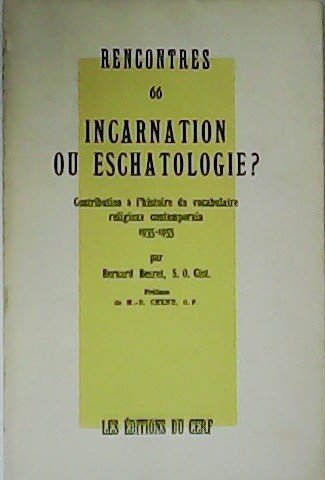 RENCONTRES
66
INCARNATION
OU ESCHATOLOGIE?
Contribution à l'histoire du vocabulaire
religieux contemporain
1935-1955
par
Bernard Besret, S. O. Cist.
Préface
de M.-D. CHENU, O. P.
LES ÉDITIONS DU CERF